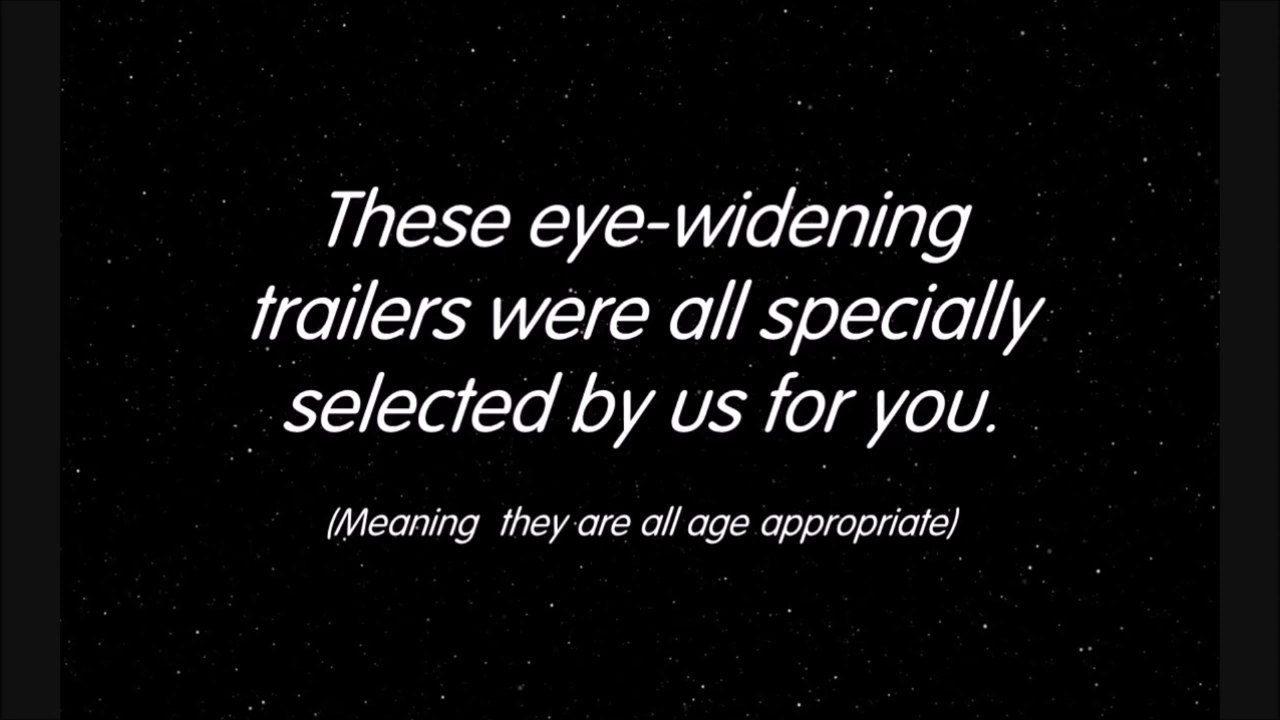 These eye-widening
trailers were all specially
selected by us for you.
(Meaning they are all age appropriate)